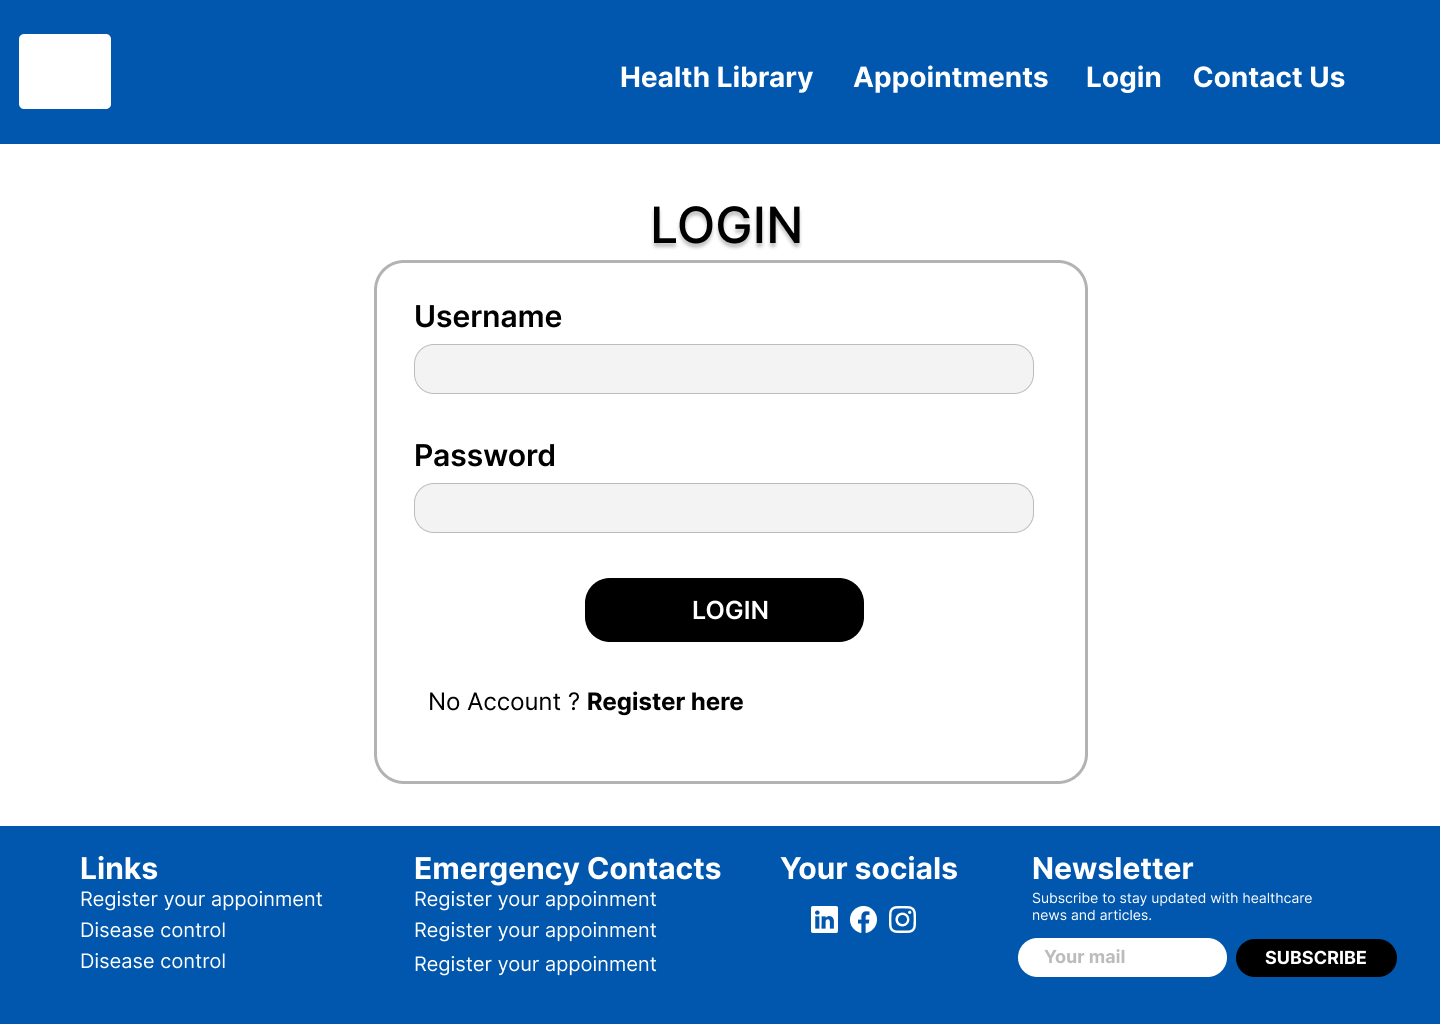 Health Library Appointments Login Contact Us
LOGIN
Username
Password
LOGIN
No Account ? Register here
Links
Register your appoinment
Disease control
Disease control
Emergency Contacts
Register your appoinment
Register your appoinment
Register your appoinment
Your socials
Newsletter
Subscribe to stay updated with healthcare
news and articles.
Your mail
SUBSCRIBE